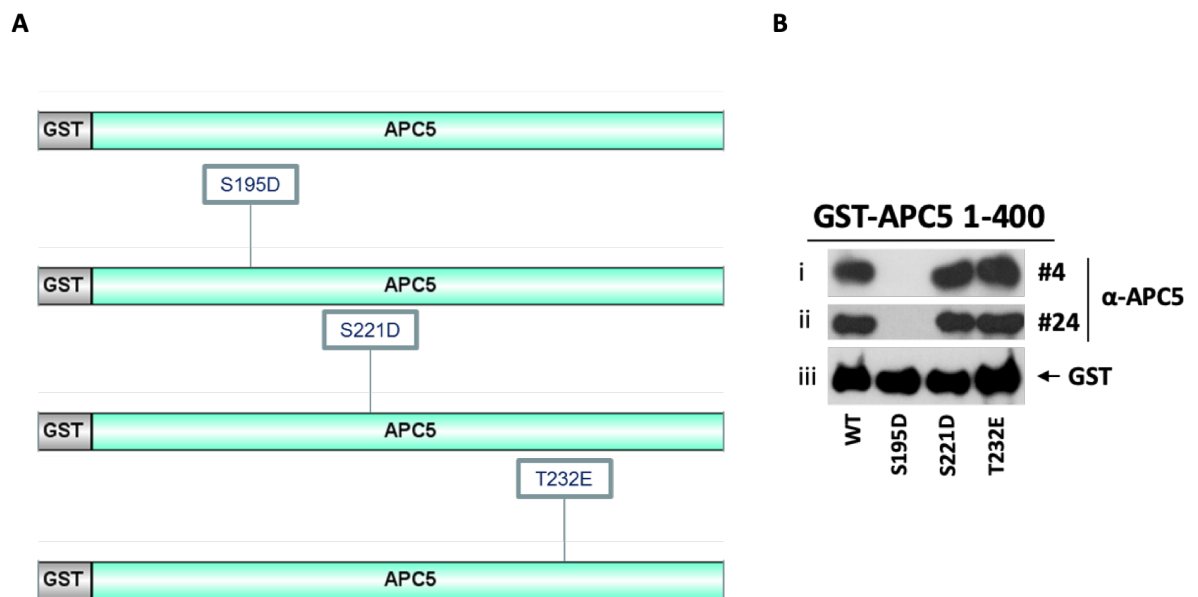 A
GST APC5
S195D
GST APC5
S221D
GST APC5
T232E
GST APC5
B
GST-APC5 1-400
i #4
α-APC5
ii #24
iii ← GST
WT
S195D
S221D
T232E